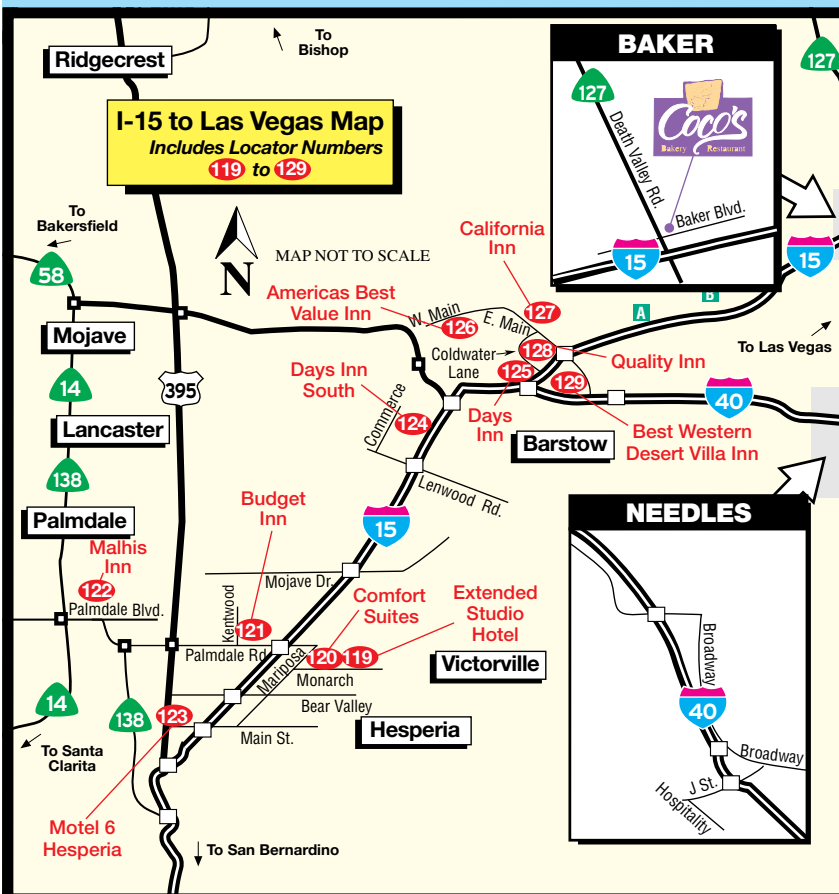 To
Bishop
Ridgecrest
I-15 to Las Vegas Map
Includes Locator Numbers
119 to 129
To
Bakersfield
58
N
MAP NOT TO SCALE
Mojave
14
395
Lancaster
138
Palmdale
Malhis
Inn
122
Palmdale Blvd.
14
To Santa
Clarita
138
123
Motel 6
Hesperia
To San Bernardino
Budget
Inn
Kentwood
121
Palmdale Rd.
Mojave Dr.
Mariposa
Comfort
Suites
120
Extended
Studio
Hotel
119
Monarch
Bear Valley
Main St.
Victorville
Hesperia
15
Americas Best
Value Inn
W. Main
126
E. Main
California
Inn
127
Coldwater
Lane
128
125
Quality Inn
129
Days Inn
South
124
Commerce
Lenwood Rd.
Days
Inn
Barstow
Best Western
Desert Villa Inn
40
A
B
15
To Las Vegas
127
BAKER
127
Death Valley Rd.
Coco's
Bakery Restaurant
Baker Blvd.
15
NEEDLES
Broadway
40
Broadway
J St.
Hospitality